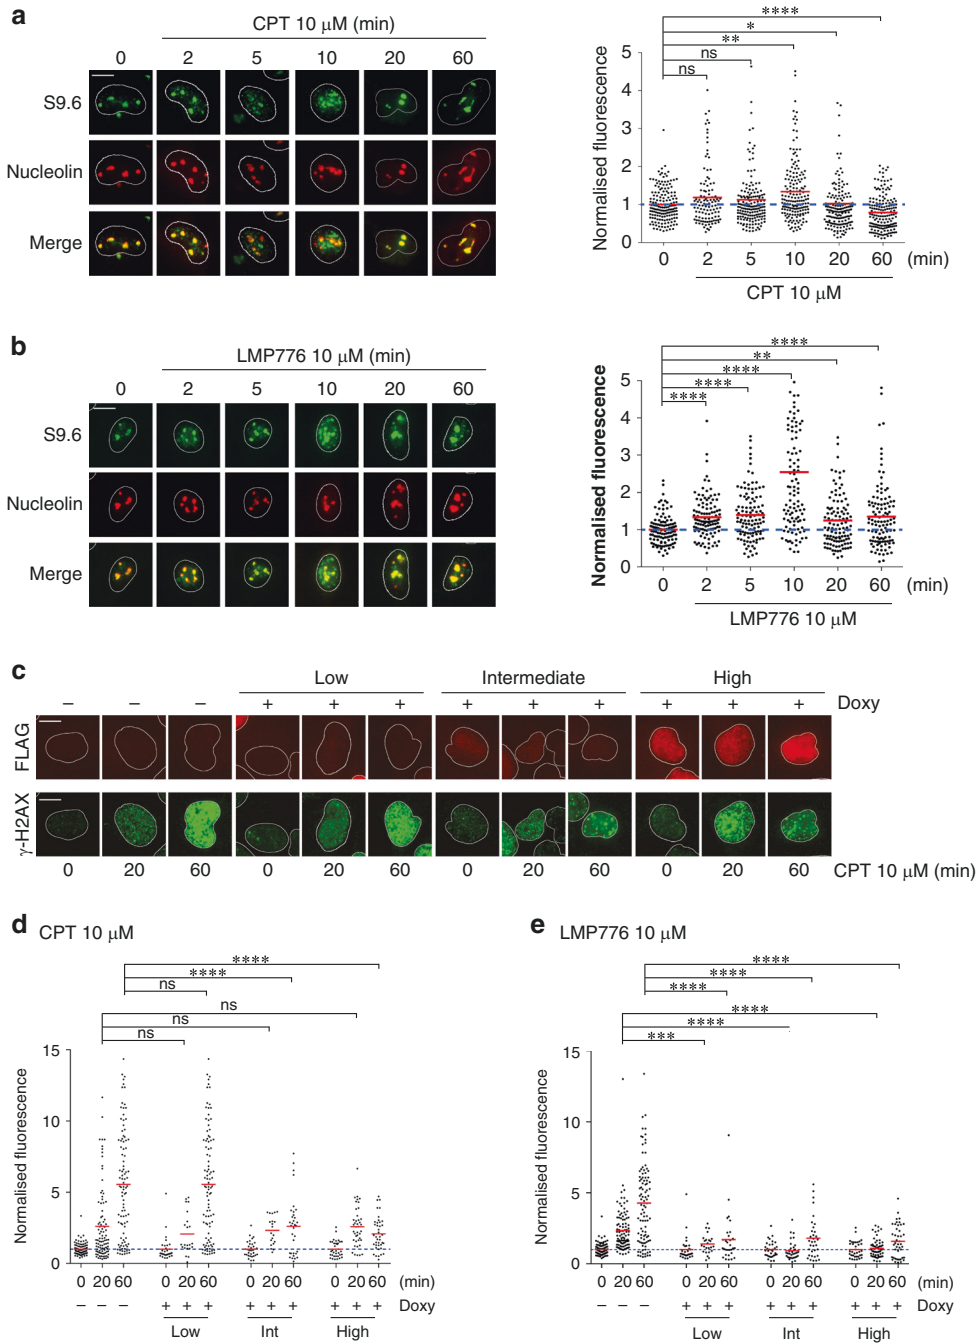 a
CPT 10 μM (min)
0 2 5 10 20 60
S9.6
Nucleolin
Merge
****
*
**
ns
ns
Normalised fluorescence
5
4
3
2
1
0
0 2 5 10 20 60 (min)
CPT 10 μM
b
LMP776 10 μM (min)
0 2 5 10 20 60
S9.6
Nucleolin
Merge
****
**
****
****
****
Normalised fluorescence
5
4
3
2
1
0
0 2 5 10 20 60 (min)
LMP776 10 μM
c
Low Intermediate High
– – – + + + + + + + + + Doxy
FLAG
γ-H2AX
0 20 60 0 20 60 0 20 60 0 20 60 CPT 10 μM (min)
d CPT 10 μM
****
****
ns
ns
ns
ns
Normalised fluorescence
15
10
5
0
0 20 60 0 20 60 0 20 60 0 20 60 (min)
– – – + + + + + + + + + Doxy
Low Int High
e LMP776 10 μM
****
****
****
****
****
***
Normalised fluorescence
15
10
5
0
0 20 60 0 20 60 0 20 60 0 20 60 (min)
– – – + + + + + + + + + Doxy
Low Int High